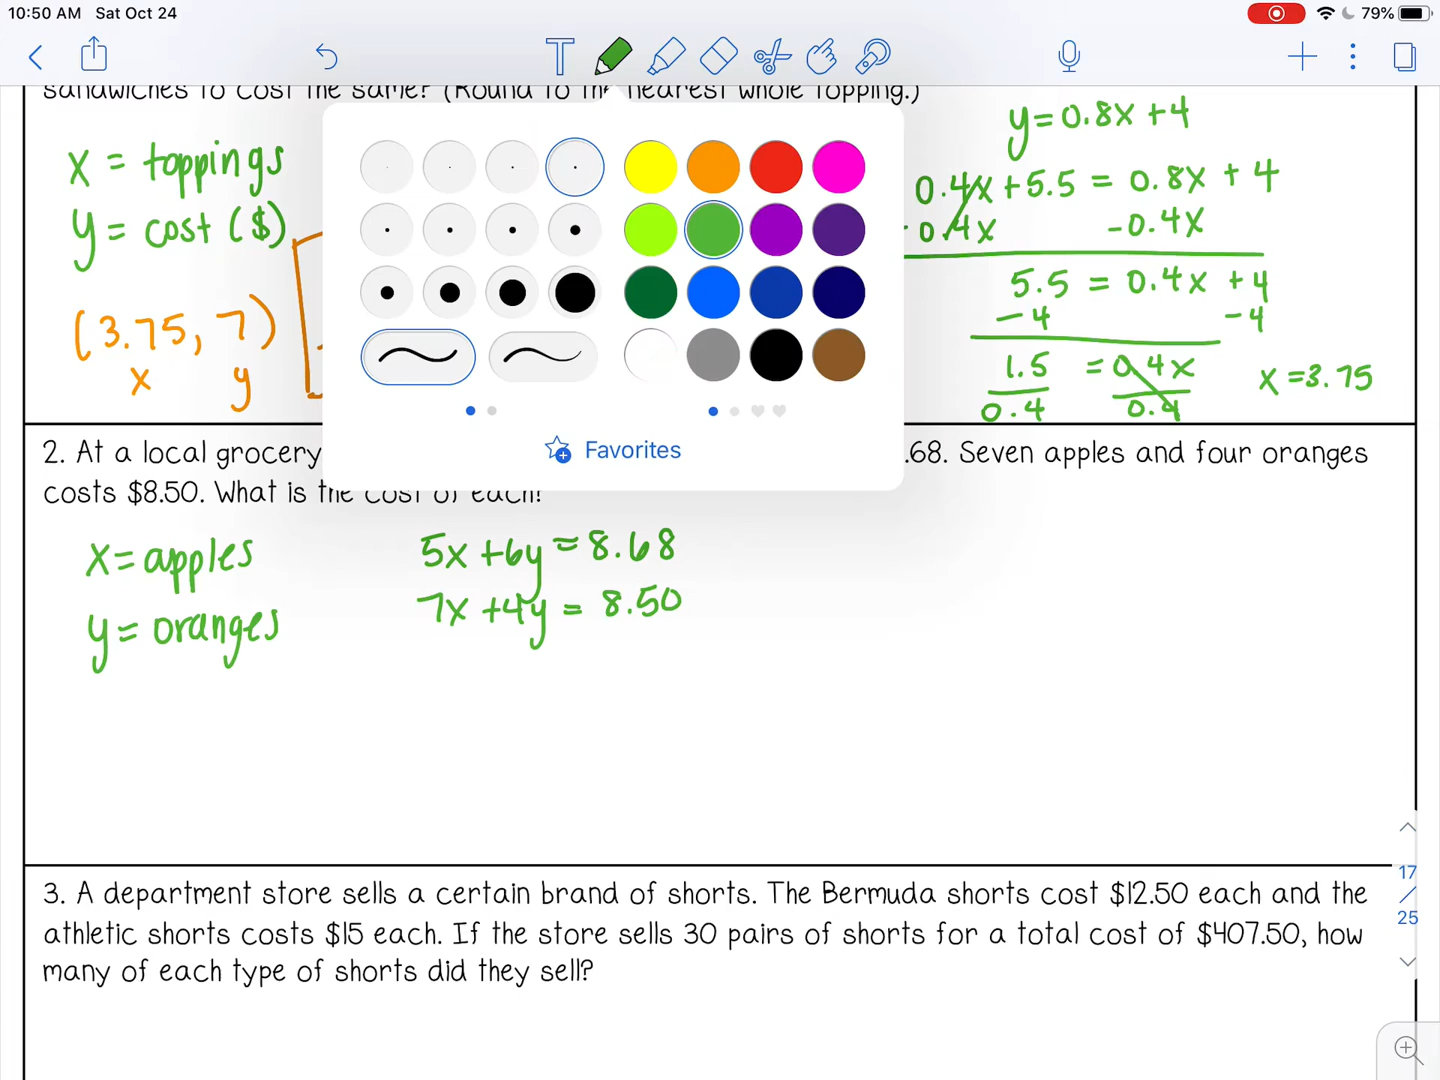 10:50 AM Sat Oct 24
79%
T
sandwiches to cost the same? (Round to the nearest whole topping.)
x = toppings
y = cost ($)
(3.75, 7)
x y
y = 0.8x + 4
0.4x + 5.5 = 0.8x + 4
- 0.4x - 0.4x
5.5 = 0.4x + 4
- 4 - 4
1.5 = 0.4x
0.4 0.4
x = 3.75
Favorites
2. At a local grocery .68. Seven apples and four oranges
costs $8.50. What is the cost of each?
x = apples
y = oranges
5x + 6y = 8.68
7x + 4y = 8.50
3. A department store sells a certain brand of shorts. The Bermuda shorts cost $12.50 each and the
athletic shorts costs $15 each. If the store sells 30 pairs of shorts for a total cost of $407.50, how
many of each type of shorts did they sell?
17
/
25